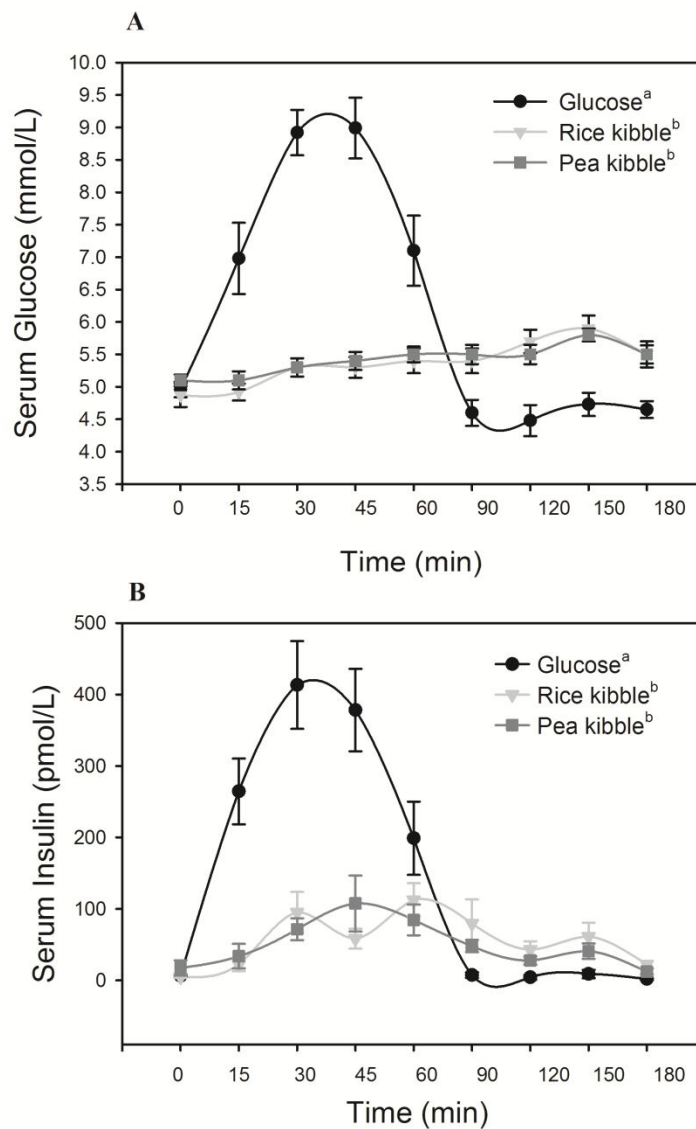 A
10.0
9.5
9.0
8.5
8.0
7.5
7.0
6.5
6.0
5.5
5.0
4.5
4.0
3.5
Serum Glucose (mmol/L)
Glucoseᵃ
Rice kibbleᵇ
Pea kibbleᵇ
0 15 30 45 60 90 120 150 180
Time (min)
B
500
400
300
200
100
0
Serum Insulin (pmol/L)
Glucoseᵃ
Rice kibbleᵇ
Pea kibbleᵇ
0 15 30 45 60 90 120 150 180
Time (min)